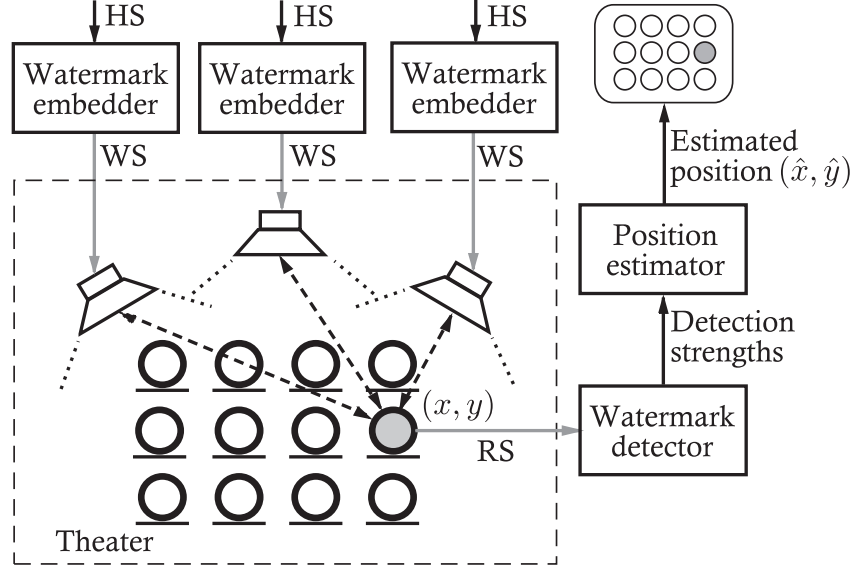 HS
HS
HS
Watermark
embedder
Watermark
embedder
Watermark
embedder
WS
WS
WS
Estimated
position (x̂, ŷ)
Position
estimator
Detection
strengths
(x, y)
RS
Watermark
detector
Theater